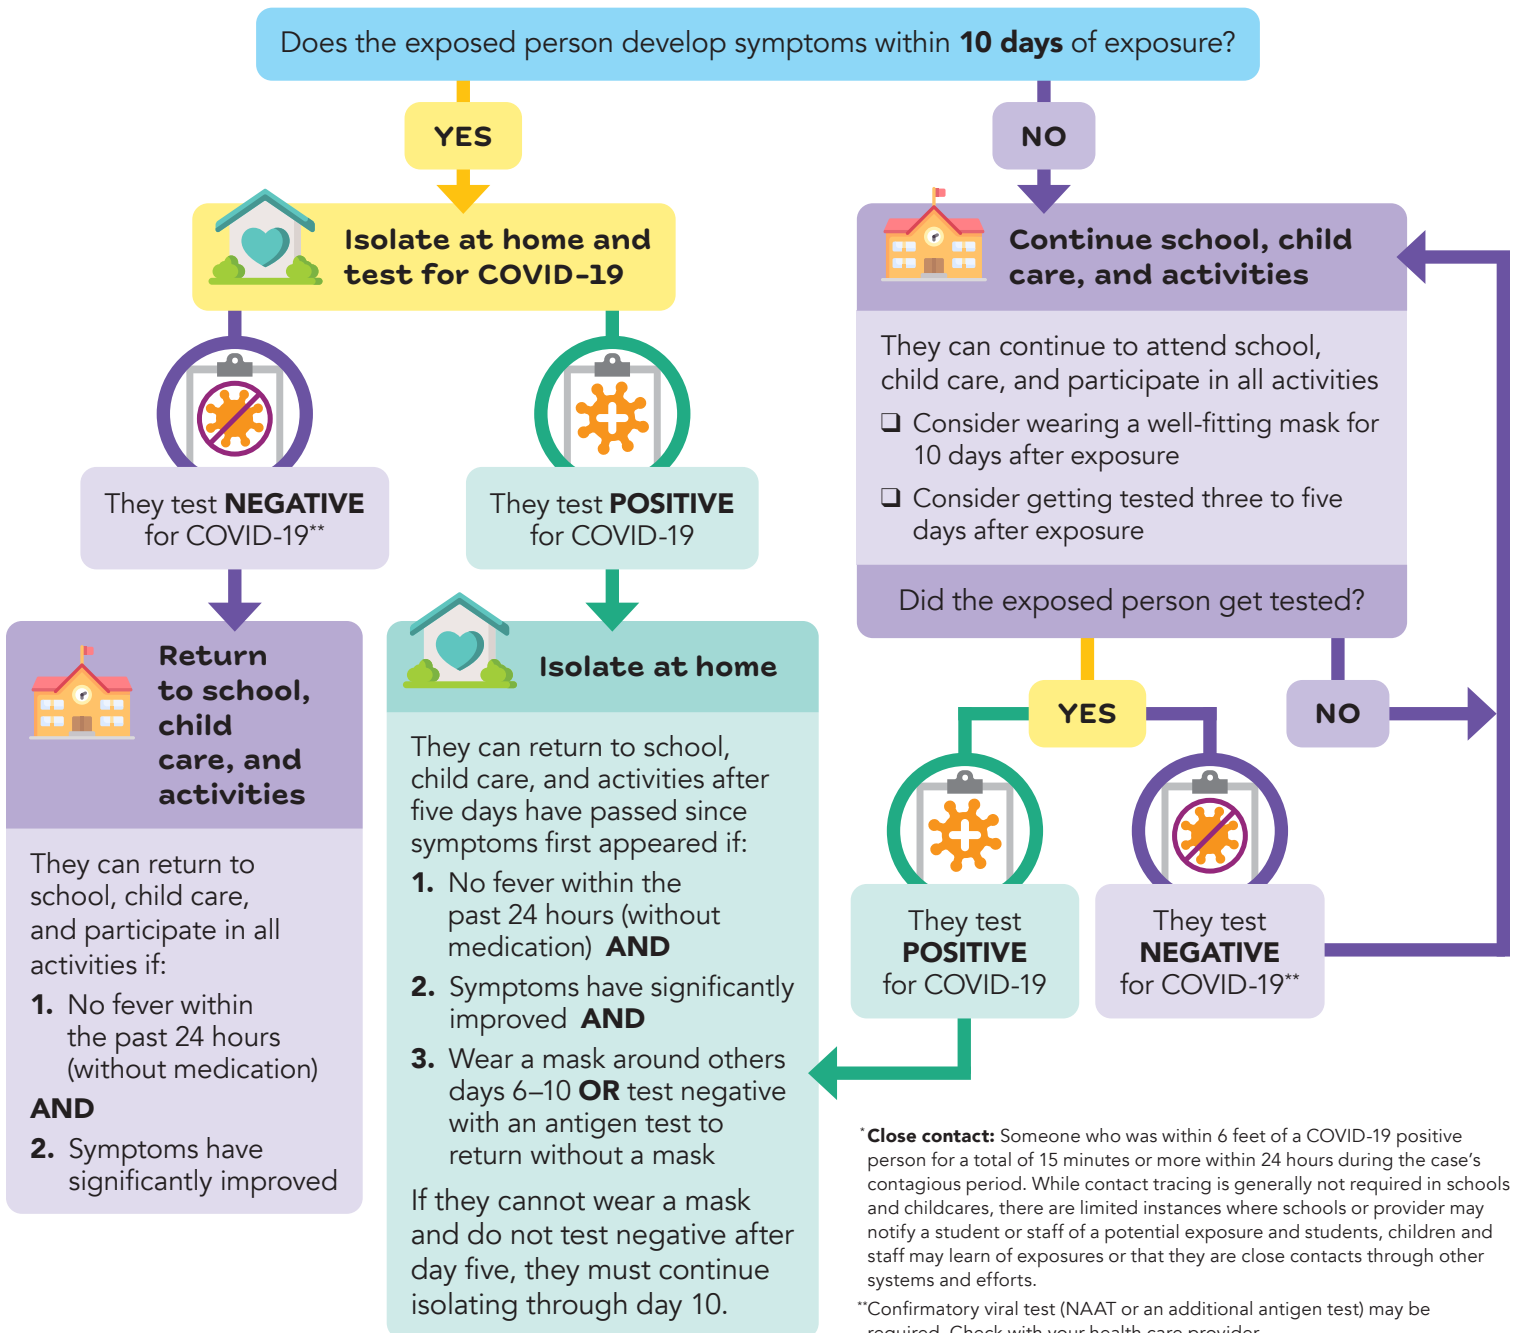 Does the exposed person develop symptoms within 10 days of exposure?
YES
NO
Isolate at home and
test for COVID-19
They test NEGATIVE
for COVID-19**
They test POSITIVE
for COVID-19
Return
to school,
child
care, and
activities
They can return to
school, child care,
and participate in all
activities if:
1. No fever within
the past 24 hours
(without medication)
AND
2. Symptoms have
significantly improved
Isolate at home
They can return to school,
child care, and activities after
five days have passed since
symptoms first appeared if:
1. No fever within the
past 24 hours (without
medication) AND
2. Symptoms have significantly
improved AND
3. Wear a mask around others
days 6–10 OR test negative
with an antigen test to
return without a mask
If they cannot wear a mask
and do not test negative after
day five, they must continue
isolating through day 10.
Continue school, child
care, and activities
They can continue to attend school,
child care, and participate in all activities
❏ Consider wearing a well-fitting mask for
10 days after exposure
❏ Consider getting tested three to five
days after exposure
Did the exposed person get tested?
YES
NO
They test
POSITIVE
for COVID-19
They test
NEGATIVE
for COVID-19**
*Close contact: Someone who was within 6 feet of a COVID-19 positive
person for a total of 15 minutes or more within 24 hours during the case's
contagious period. While contact tracing is generally not required in schools
and childcares, there are limited instances where schools or provider may
notify a student or staff of a potential exposure and students, children and
staff may learn of exposures or that they are close contacts through other
systems and efforts.
**Confirmatory viral test (NAAT or an additional antigen test) may be
required. Check with your health care provider